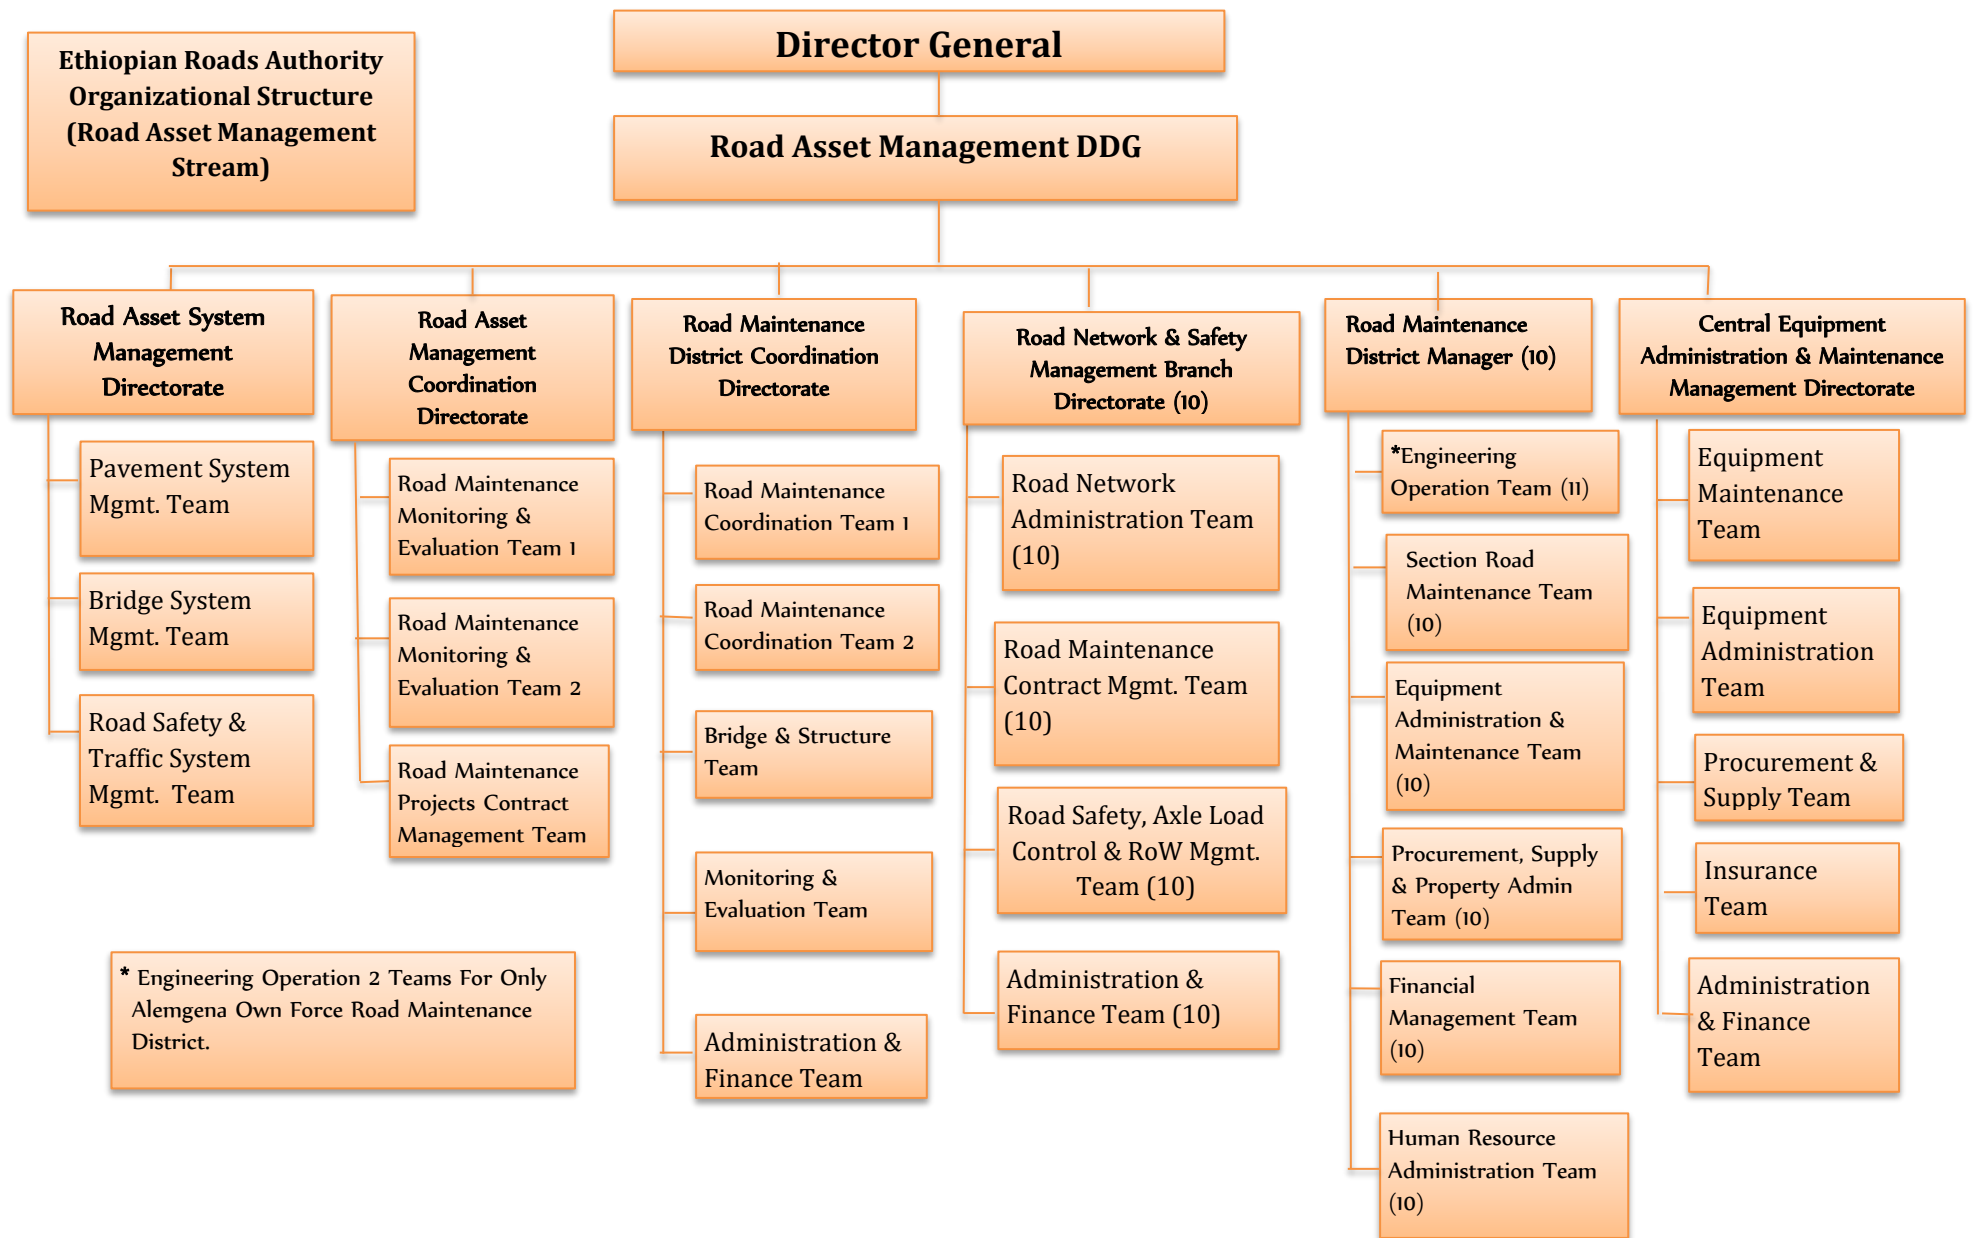 Ethiopian Roads Authority
Organizational Structure
(Road Asset Management
Stream)
Director General
Road Asset Management DDG
Road Asset System
Management
Directorate
Pavement System
Mgmt. Team
Bridge System
Mgmt. Team
Road Safety &
Traffic System
Mgmt. Team
Road Asset
Management
Coordination
Directorate
Road Maintenance
Monitoring &
Evaluation Team 1
Road Maintenance
Monitoring &
Evaluation Team 2
Road Maintenance
Projects Contract
Management Team
Road Maintenance
District Coordination
Directorate
Road Maintenance
Coordination Team 1
Road Maintenance
Coordination Team 2
Bridge & Structure
Team
Monitoring &
Evaluation Team
Administration &
Finance Team
Road Network & Safety
Management Branch
Directorate (10)
Road Network
Administration Team
(10)
Road Maintenance
Contract Mgmt. Team
(10)
Road Safety, Axle Load
Control & RoW Mgmt.
Team (10)
Administration &
Finance Team (10)
Road Maintenance
District Manager (10)
*Engineering
Operation Team (11)
Section Road
Maintenance Team
(10)
Equipment
Administration &
Maintenance Team
(10)
Procurement, Supply
& Property Admin
Team (10)
Financial
Management Team
(10)
Human Resource
Administration Team
(10)
Central Equipment
Administration & Maintenance
Management Directorate
Equipment
Maintenance
Team
Equipment
Administration
Team
Procurement &
Supply Team
Insurance
Team
Administration
& Finance
Team
* Engineering Operation 2 Teams For Only
Alemgena Own Force Road Maintenance
District.